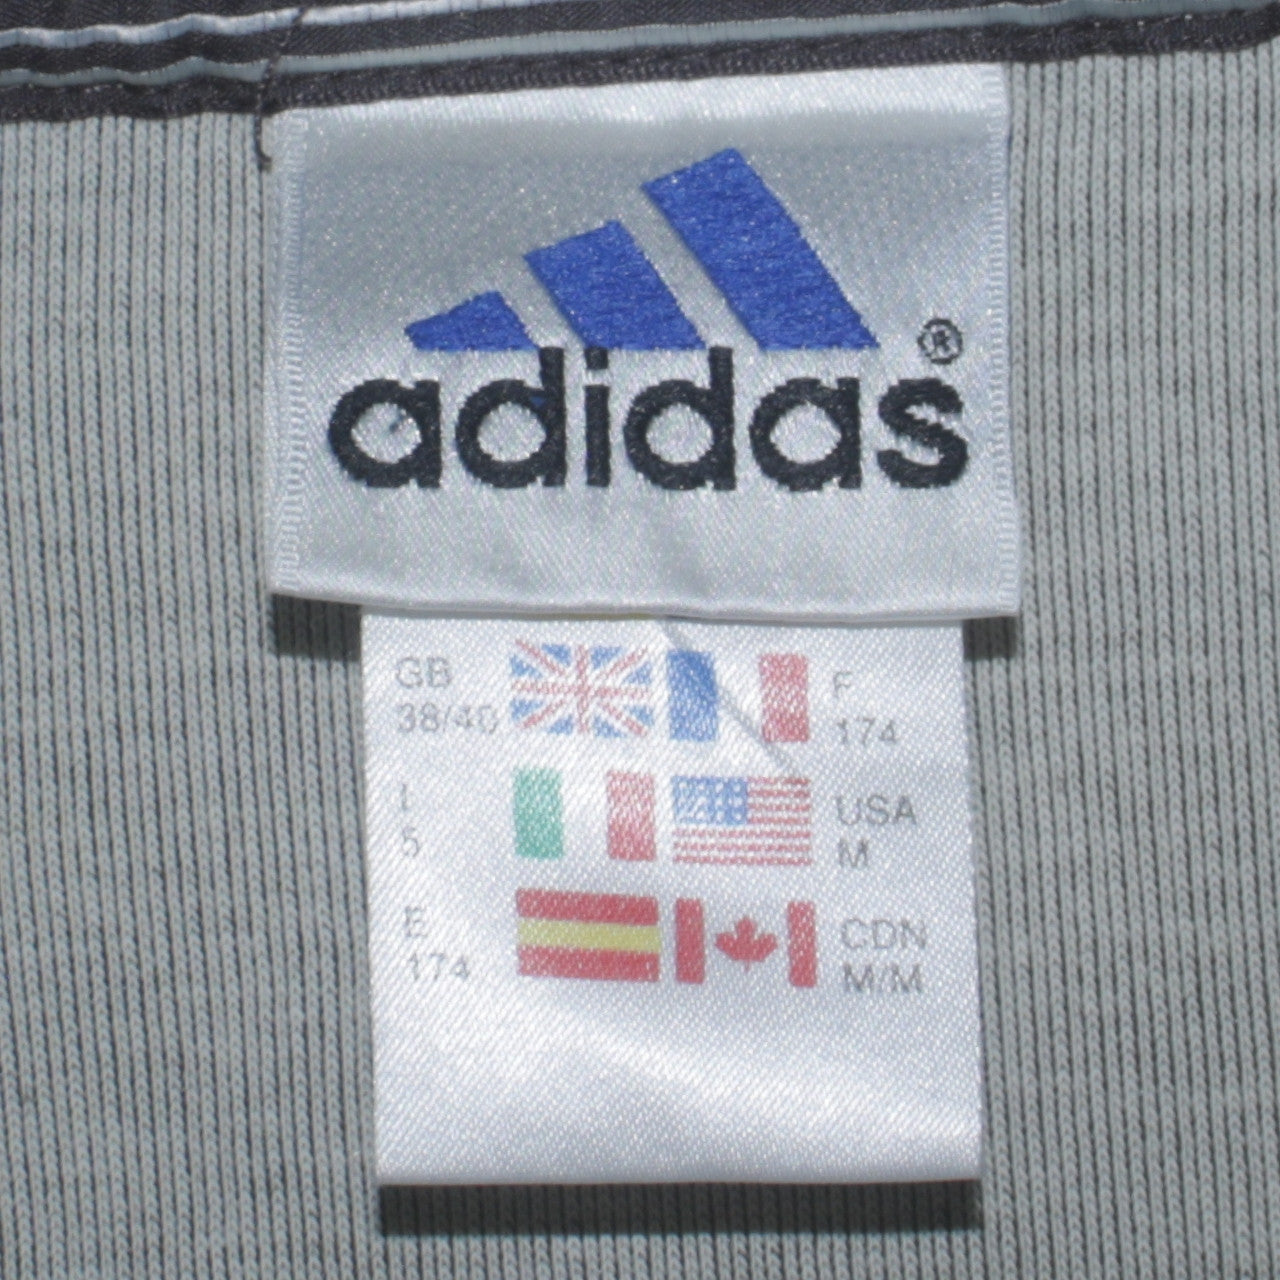 adidas®
GB
38/40
F
174
I
5
USA
M
E
174
CDN
M/M